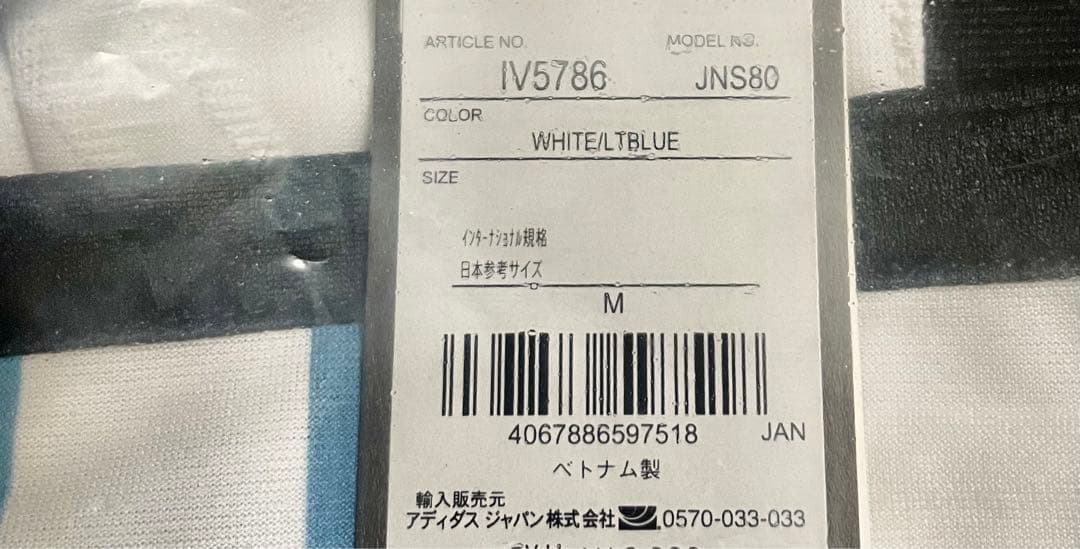 ARTICLE NO. MODEL NO.
IV5786 JNS80
COLOR
WHITE/LTBLUE
SIZE
ｲﾝﾀｰﾅｼｮﾅﾙ規格
日本参考サイズ
M
4067886597518 JAN
ベトナム製
輸入販売元
アディダス ジャパン株式会社 0570-033-033